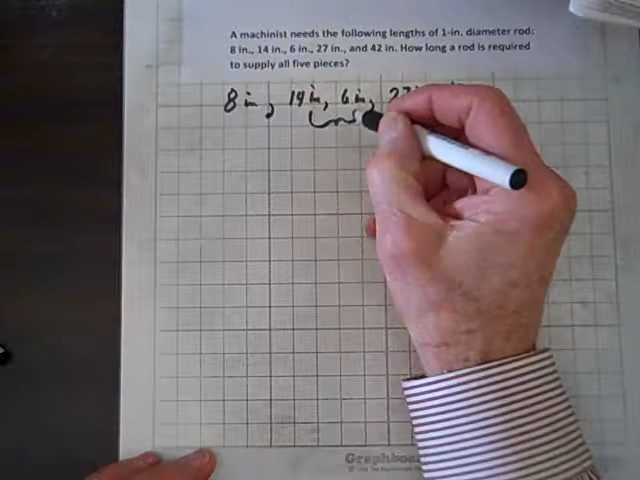 A machinist needs the following lengths of 1-in. diameter rod:
8 in., 14 in., 6 in., 27 in., and 42 in. How long a rod is required
to supply all five pieces?
8 in, 14 in, 6 in, 27